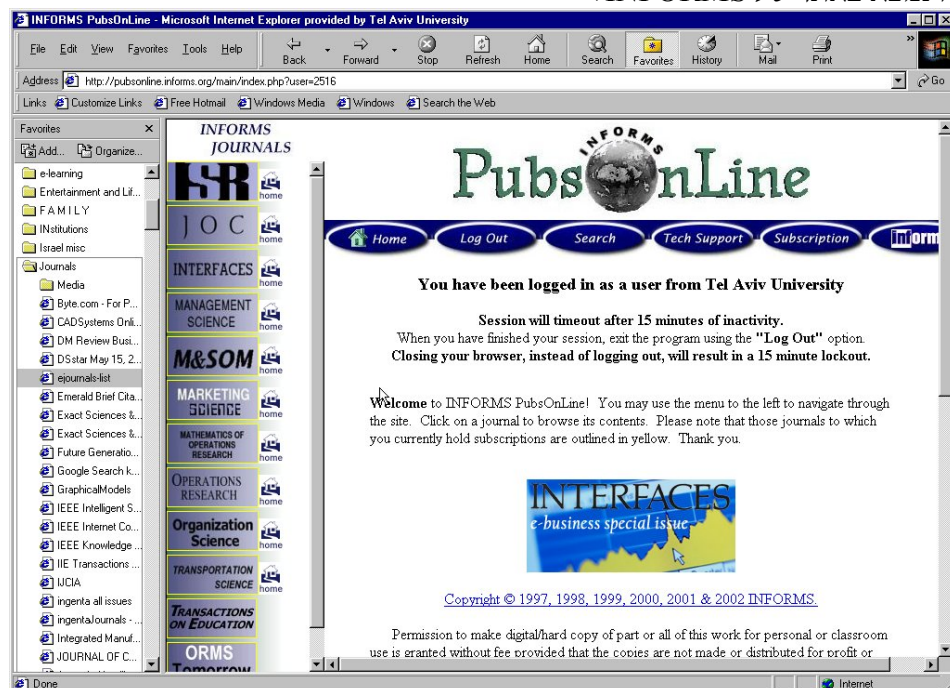 INFORMS PubsOnLine - Microsoft Internet Explorer provided by Tel Aviv University
File Edit View Favorites Tools Help
Back Forward Stop Refresh Home Search Favorites History Mail Print
Address http://pubsonline.informs.org/main/index.php?user=2516 Go
Links Customize Links Free Hotmail Windows Media Windows Search the Web
Favorites
Add... Organize...
e-learning
Entertainment and Lif...
FAMILY
INstitutions
Israel misc
Journals
Media
Byte.com - For P...
CADSystems Onli...
DM Review Busi...
DSstar May 15, 2...
ejournals-list
Emerald Brief Cita...
Exact Sciences &...
Exact Sciences &...
Future Generatio...
Google Search k...
GraphicalModels
IEEE Intelligent S...
IEEE Internet Co...
IEEE Knowledge ...
IIE Transactions ...
IJCIA
ingenta all issues
ingentaJournals - ...
Integrated Manuf...
JOURNAL OF C...
INFORMS
JOURNALS
ISR home
JOC home
INTERFACES home
MANAGEMENT
SCIENCE home
M&SOM home
MARKETING
SCIENCE home
MATHEMATICS OF
OPERATIONS
RESEARCH home
OPERATIONS
RESEARCH home
Organization
Science home
TRANSPORTATION
SCIENCE home
TRANSACTIONS
ON EDUCATION
ORMS
Tomorrow
INFORMS
PubsOnLine
Home Log Out Search Tech Support Subscription Inform
You have been logged in as a user from Tel Aviv University
Session will timeout after 15 minutes of inactivity.
When you have finished your session, exit the program using the "Log Out" option.
Closing your browser, instead of logging out, will result in a 15 minute lockout.
Welcome to INFORMS PubsOnLine! You may use the menu to the left to navigate through
the site. Click on a journal to browse its contents. Please note that those journals to which
you currently hold subscriptions are outlined in yellow. Thank you.
INTERFACES
e-business special issue
Copyright © 1997, 1998, 1999, 2000, 2001 & 2002 INFORMS.
Permission to make digital/hard copy of part or all of this work for personal or classroom
use is granted without fee provided that the copies are not made or distributed for profit or
Done Internet